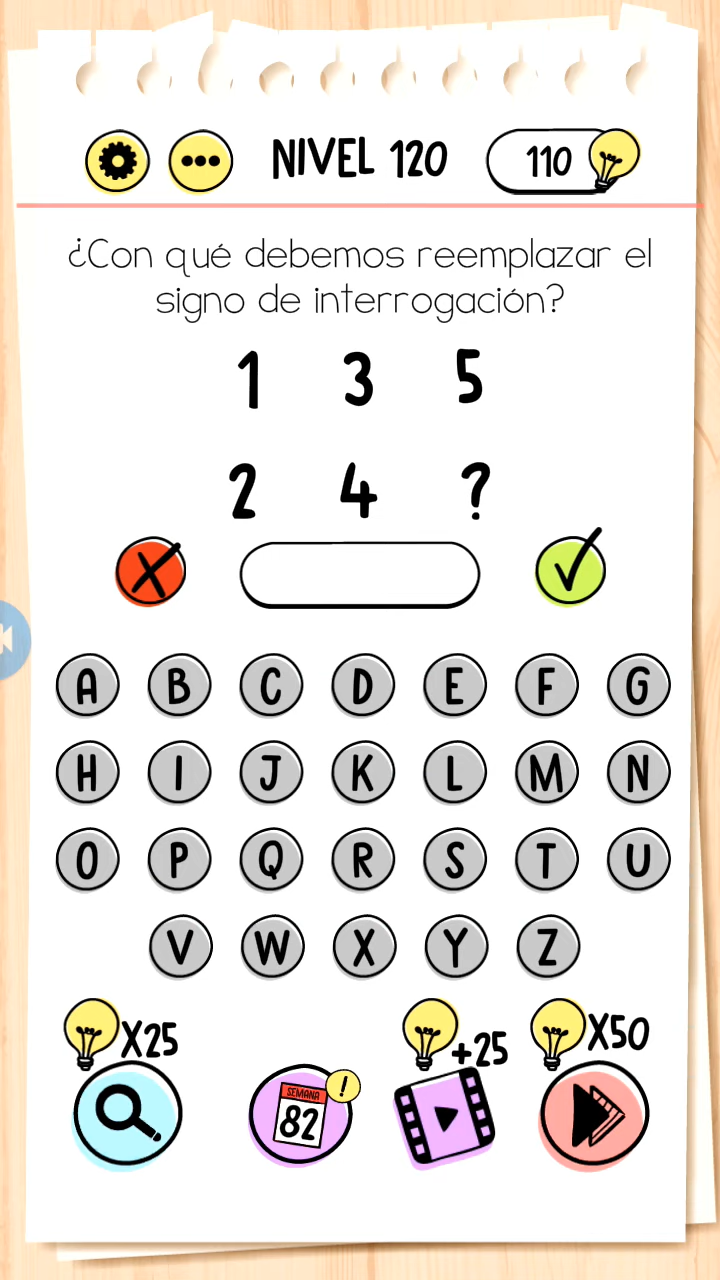 NIVEL 120
110
¿Con qué debemos reemplazar el
signo de interrogación?
1 3 5
2 4 ?
A B C D E F G
H I J K L M N
O P Q R S T U
V W X Y Z
X25
SEMANA
82
!
+25
X50